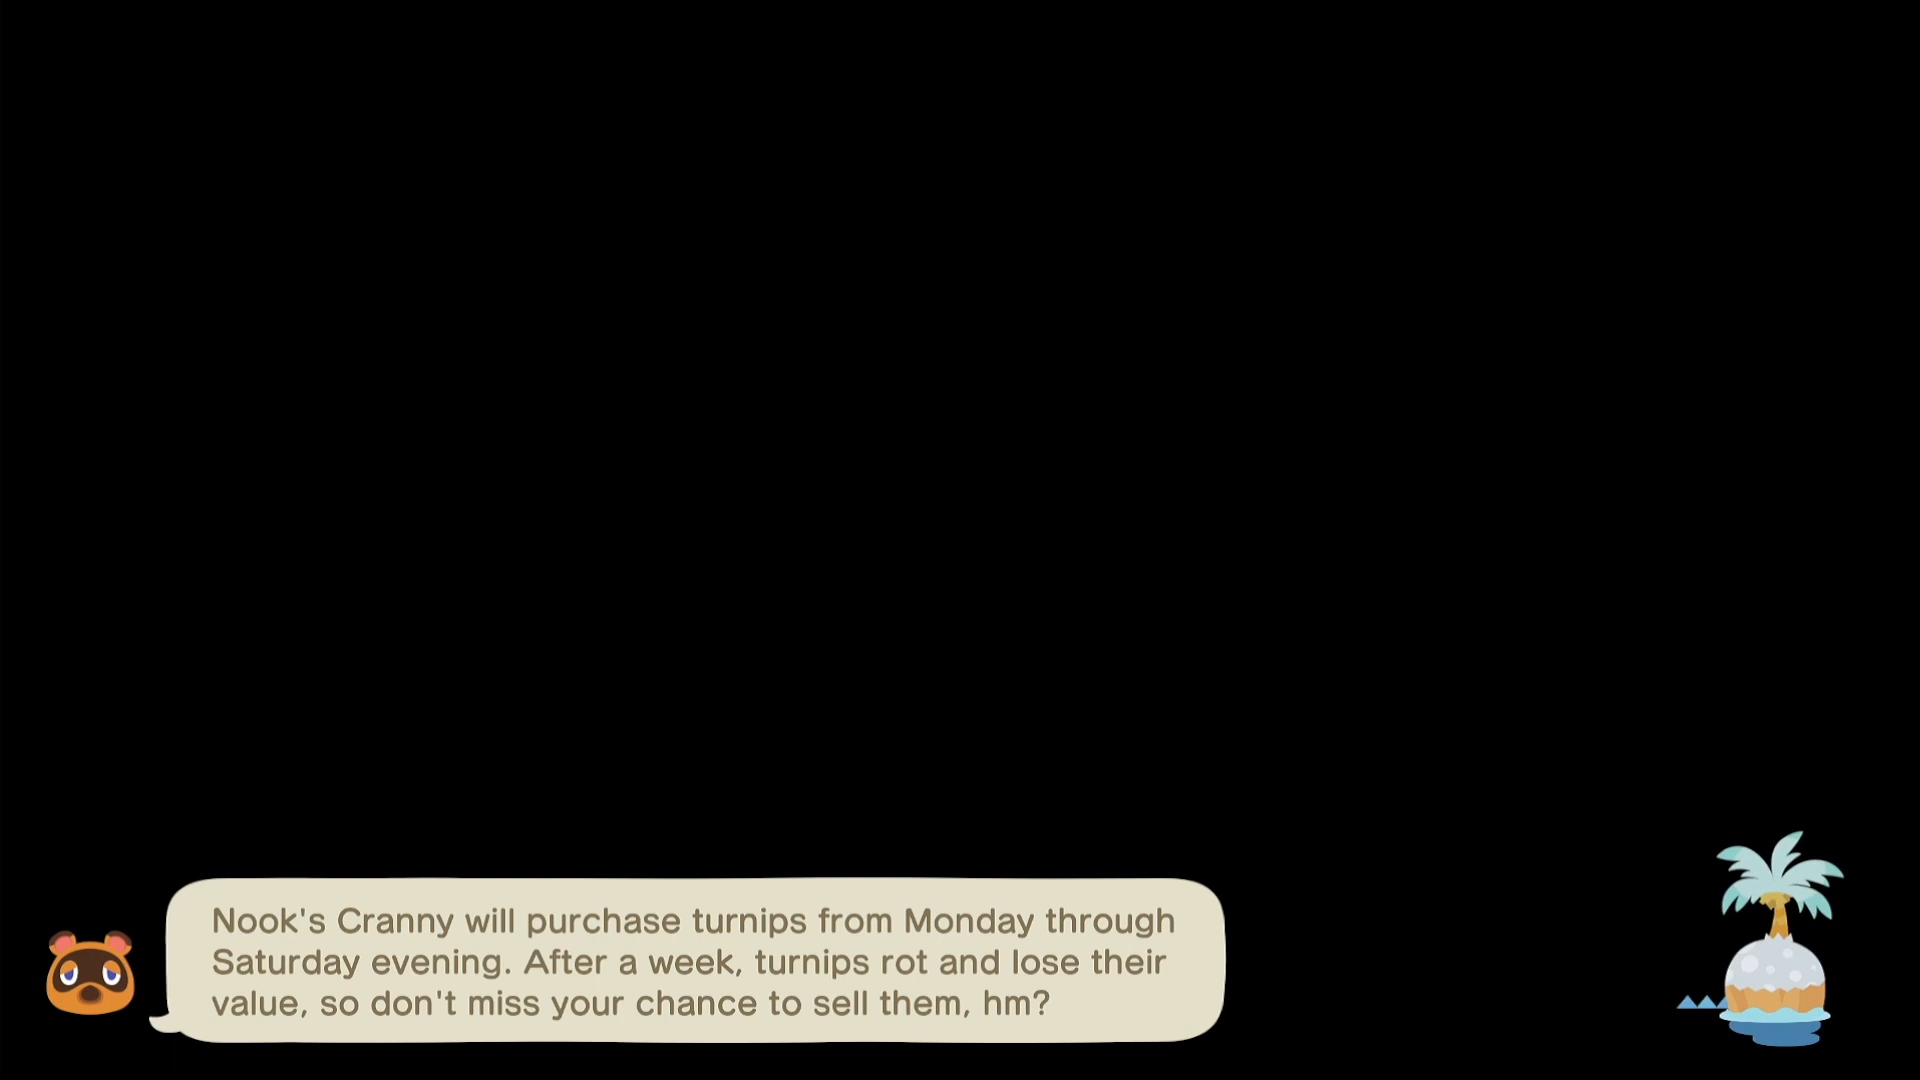 Nook's Cranny will purchase turnips from Monday through
Saturday evening. After a week, turnips rot and lose their
value, so don't miss your chance to sell them, hm?